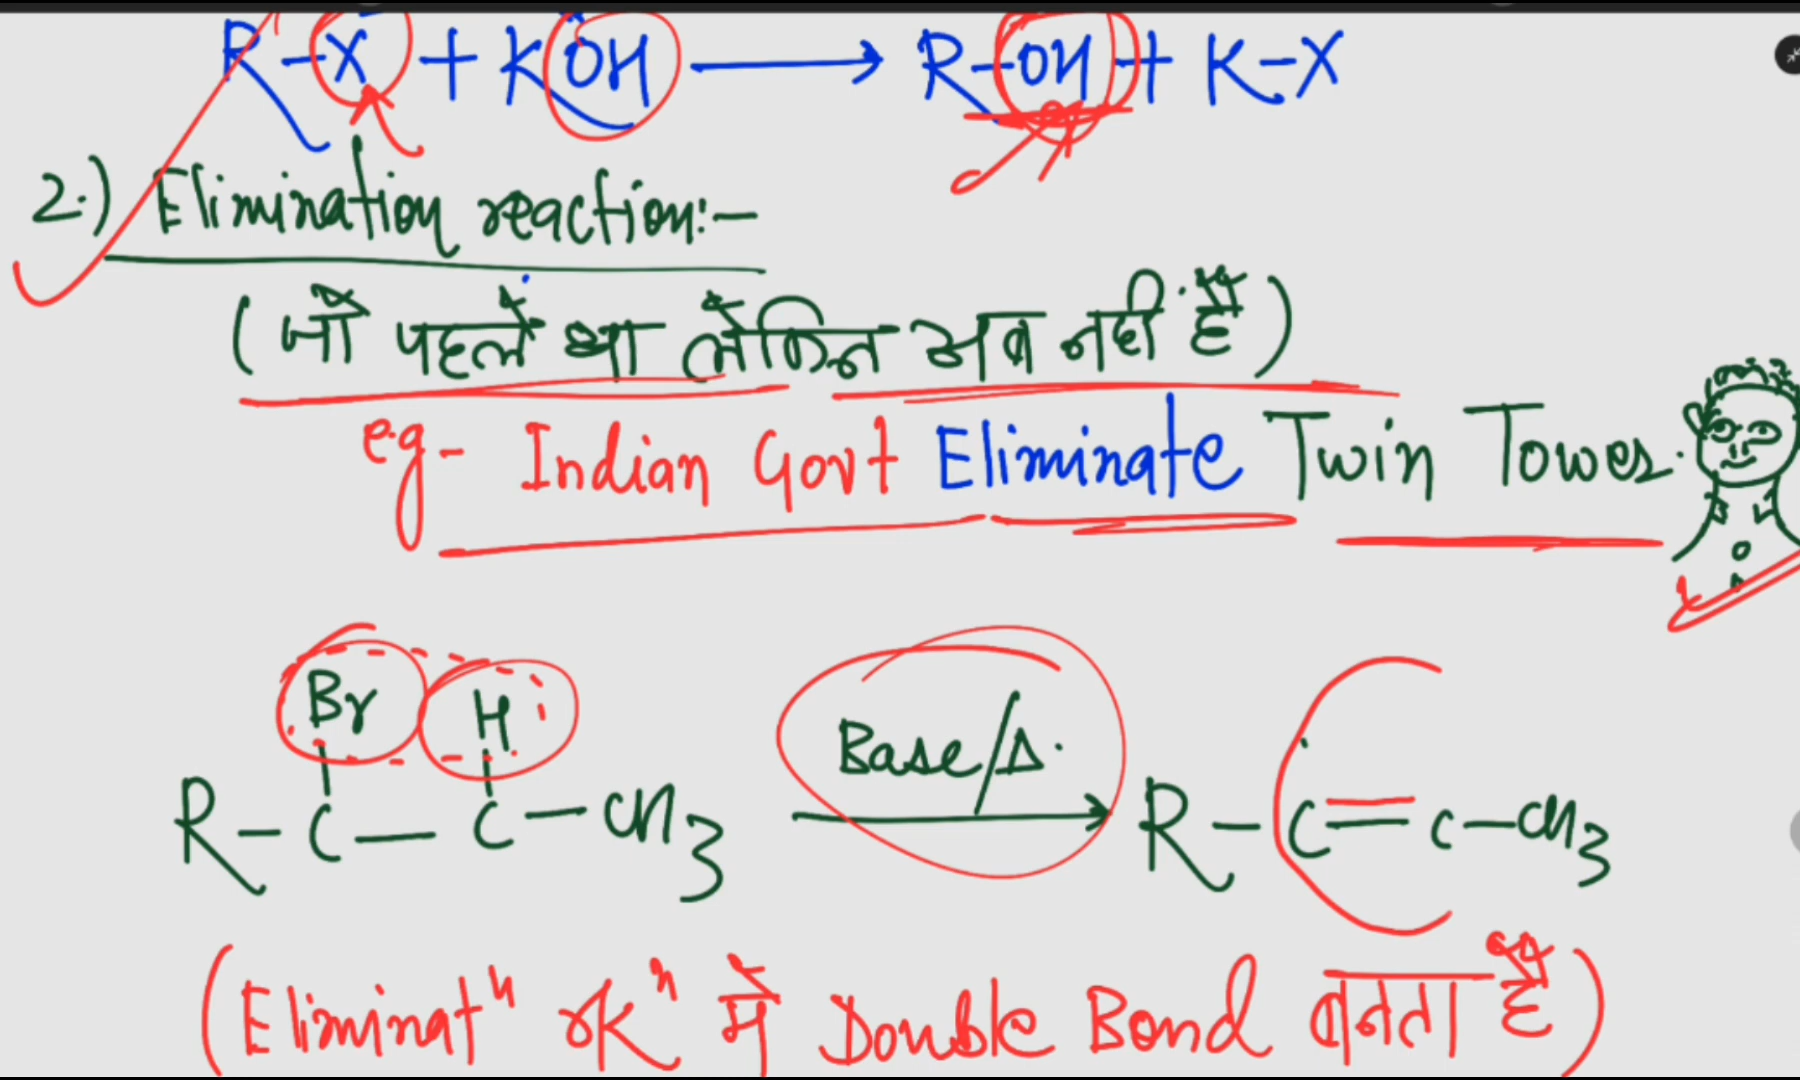 R-X + KOH → R-OH + K-X
2.) Elimination reaction:-
(जो पहले था लेकिन अब नहीं है)
eg- Indian Govt Eliminate Twin Tower.
Br H
R-C-C-CH3 Base/Δ → R-C=C-CH3
(Eliminatn rxn में Double Bond बनता है)